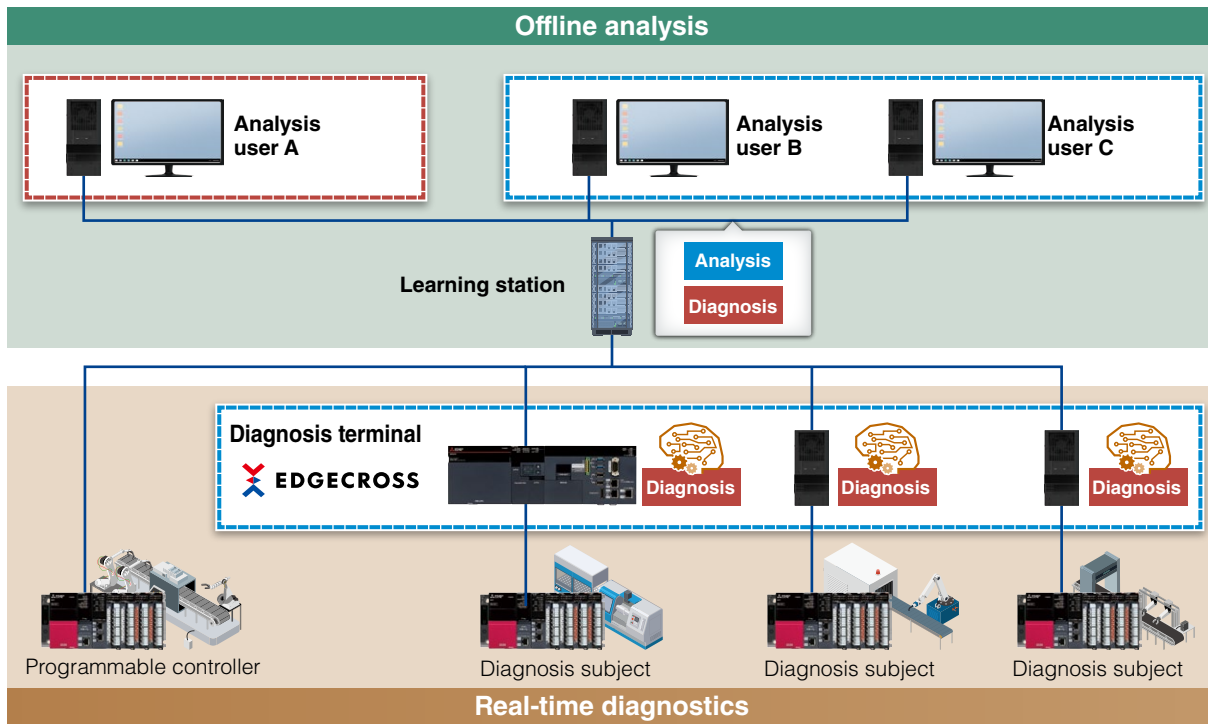 Offline analysis
Analysis
user A
Analysis
user B
Analysis
user C
Learning station
Analysis
Diagnosis
Diagnosis terminal
EDGECROSS
Diagnosis
Diagnosis
Diagnosis
Programmable controller
Diagnosis subject
Diagnosis subject
Diagnosis subject
Real-time diagnostics